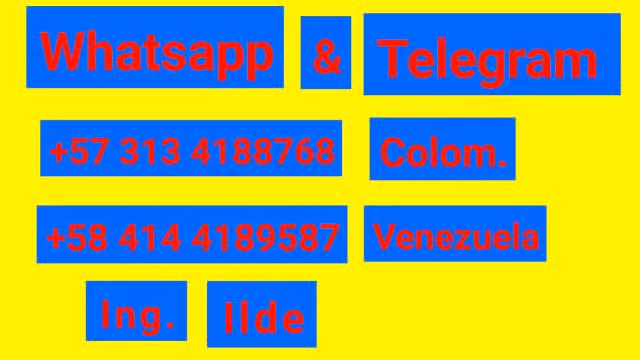 Whatsapp & Telegram
+57 313 4188768 Colom.
+58 414 4189587 Venezuela
Ing. Ilde